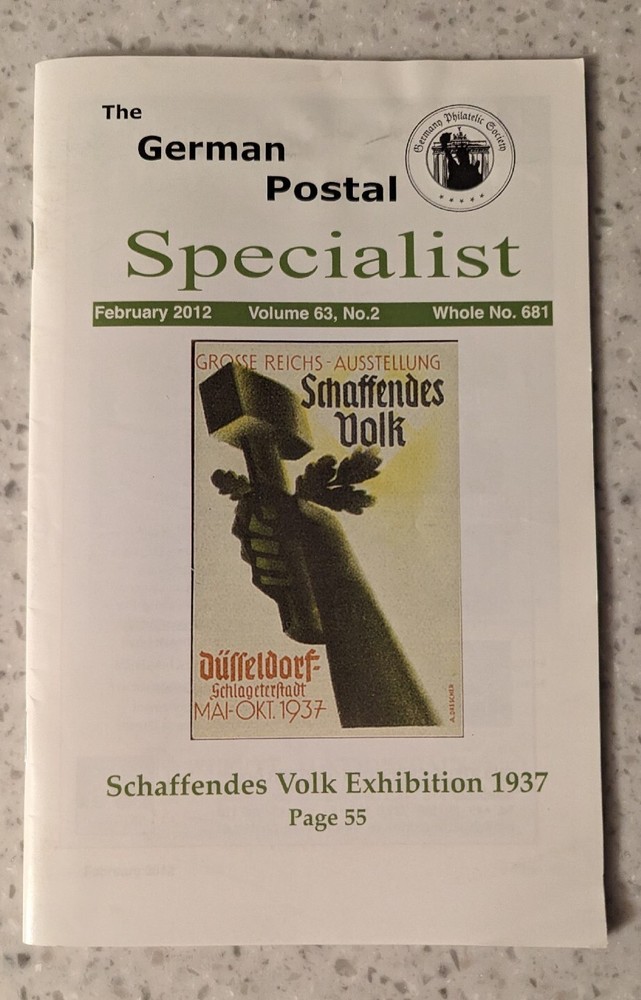 The
German
Postal
Germany Philatelic Society
Specialist
February 2012 Volume 63, No.2 Whole No. 681
GROSSE REICHS-AUSSTELLUNG
Schaffendes
Volk
Düsseldorf-
Schlageterstadt
MAI-OKT. 1937
A. DRESCHER
Schaffendes Volk Exhibition 1937
Page 55